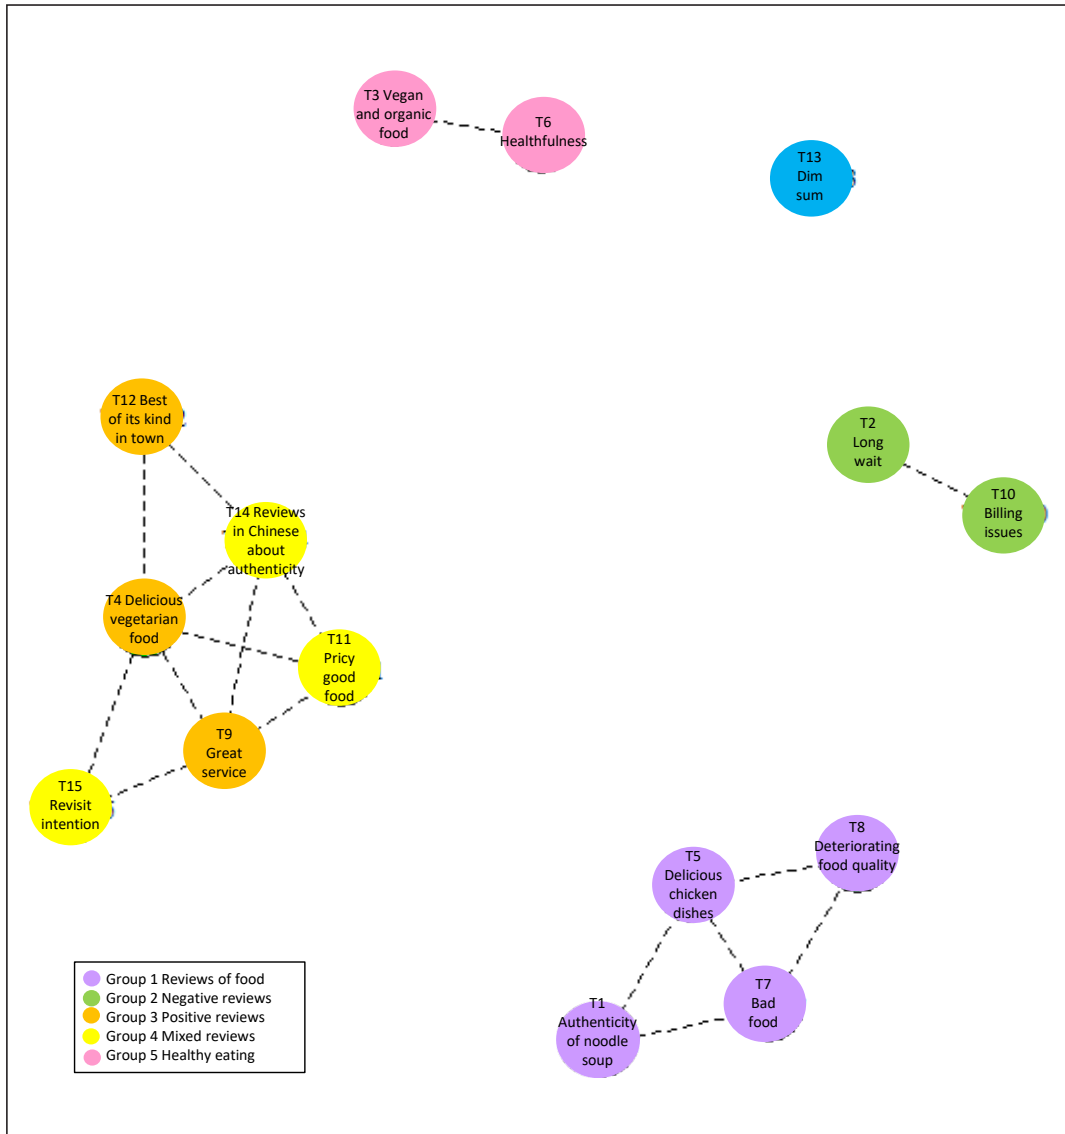 T3 Vegan
and organic
food
T6
Healthfulness
T13
Dim
sum
T12 Best
of its kind
in town
T2
Long
wait
T10
Billing
issues
T14 Reviews
in Chinese
about
authenticity
T4 Delicious
vegetarian
food
T11
Pricy
good
food
T9
Great
service
T15
Revisit
intention
T8
Deteriorating
food quality
T5
Delicious
chicken
dishes
T7
Bad
food
T1
Authenticity
of noodle
soup
Group 1 Reviews of food
Group 2 Negative reviews
Group 3 Positive reviews
Group 4 Mixed reviews
Group 5 Healthy eating